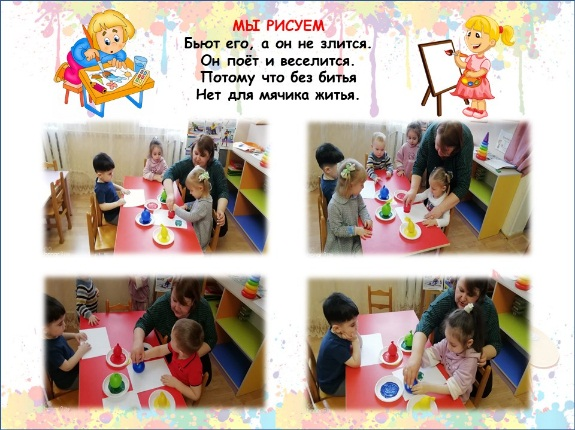 МЫ РИСУЕМ
Бьют его, а он не злится.
Он поёт и веселится.
Потому что без битья
Нет для мячика житья.